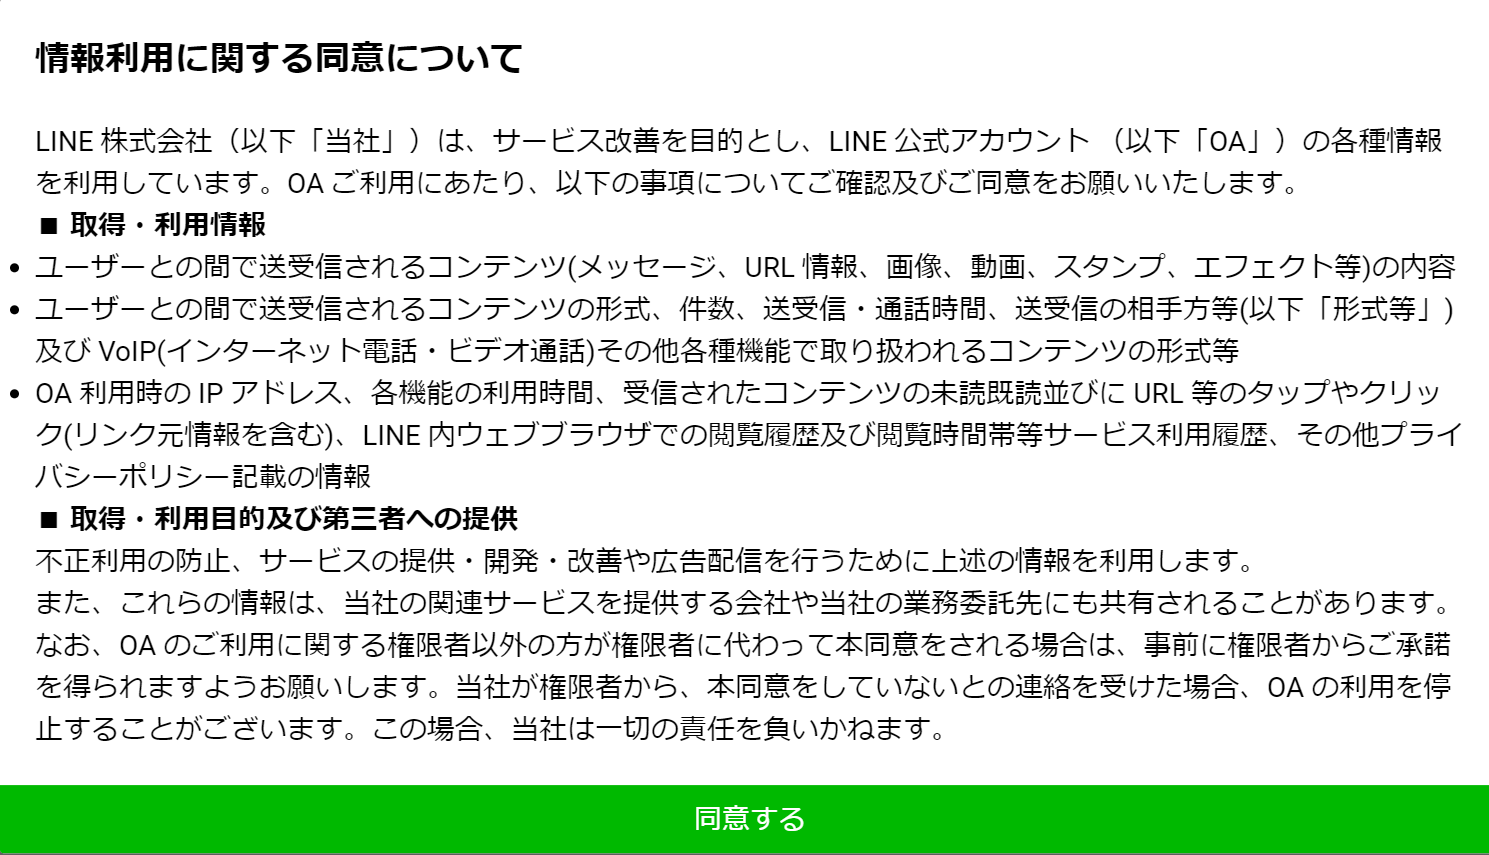 情報利用に関する同意について
LINE 株式会社（以下「当社」）は、サービス改善を目的とし、LINE 公式アカウント （以下「OA」）の各種情報
を利用しています。OA ご利用にあたり、以下の事項についてご確認及びご同意をお願いいたします。
■ 取得・利用情報
• ユーザーとの間で送受信されるコンテンツ(メッセージ、URL 情報、画像、動画、スタンプ、エフェクト等)の内容
• ユーザーとの間で送受信されるコンテンツの形式、件数、送受信・通話時間、送受信の相手方等(以下「形式等」)
及び VoIP(インターネット電話・ビデオ通話)その他各種機能で取り扱われるコンテンツの形式等
• OA 利用時の IP アドレス、各機能の利用時間、受信されたコンテンツの未読既読並びに URL 等のタップやクリッ
ク(リンク元情報を含む)、LINE 内ウェブブラウザでの閲覧履歴及び閲覧時間帯等サービス利用履歴、その他プライ
バシーポリシー記載の情報
■ 取得・利用目的及び第三者への提供
不正利用の防止、サービスの提供・開発・改善や広告配信を行うために上述の情報を利用します。
また、これらの情報は、当社の関連サービスを提供する会社や当社の業務委託先にも共有されることがあります。
なお、OA のご利用に関する権限者以外の方が権限者に代わって本同意をされる場合は、事前に権限者からご承諾
を得られますようお願いします。当社が権限者から、本同意をしていないとの連絡を受けた場合、OA の利用を停
止することがございます。この場合、当社は一切の責任を負いかねます。
同意する